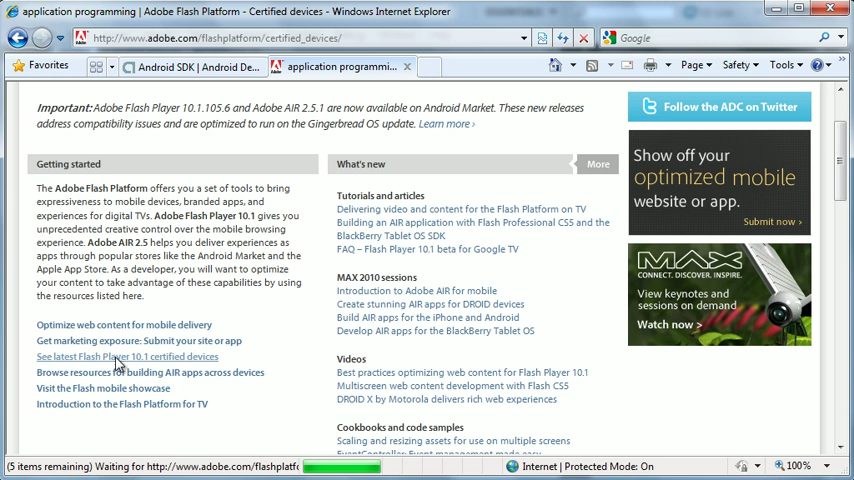 application programming | Adobe Flash Platform - Certified devices - Windows Internet Explorer
http://www.adobe.com/flashplatform/certified_devices/
Google
Favorites
Android SDK | Android De...
application programmi...
Page
Safety
Tools
Important: Adobe Flash Player 10.1.105.6 and Adobe AIR 2.5.1 are now available on Android Market. These new releases
address compatibility issues and are optimized to run on the Gingerbread OS update. Learn more ›
Follow the ADC on Twitter
Getting started
What's new
More
The Adobe Flash Platform offers you a set of tools to bring
expressiveness to mobile devices, branded apps, and
experiences for digital TVs. Adobe Flash Player 10.1 gives you
unprecedented creative control over the mobile browsing
experience. Adobe AIR 2.5 helps you deliver experiences as
apps through popular stores like the Android Market and the
Apple App Store. As a developer, you will want to optimize
your content to take advantage of these capabilities by using
the resources listed here.
Optimize web content for mobile delivery
Get marketing exposure: Submit your site or app
See latest Flash Player 10.1 certified devices
Browse resources for building AIR apps across devices
Visit the Flash mobile showcase
Introduction to the Flash Platform for TV
Tutorials and articles
Delivering video and content for the Flash Platform on TV
Building an AIR application with Flash Professional CS5 and the
BlackBerry Tablet OS SDK
FAQ – Flash Player 10.1 beta for Google TV
MAX 2010 sessions
Introduction to Adobe AIR for mobile
Create stunning AIR apps for DROID devices
Build AIR apps for the iPhone and Android
Develop AIR apps for the BlackBerry Tablet OS
Videos
Best practices optimizing web content for Flash Player 10.1
Multiscreen web content development with Flash CS5
DROID X by Motorola delivers rich web experiences
Cookbooks and code samples
Scaling and resizing assets for use on multiple screens
EventController: Event management made easy
Show off your
optimized mobile
website or app.
Submit now ›
MAX
CONNECT. DISCOVER. INSPIRE.
View keynotes and
sessions on demand
Watch now ›
(5 items remaining) Waiting for http://www.adobe.com/flashplatfo
Internet | Protected Mode: On
100%